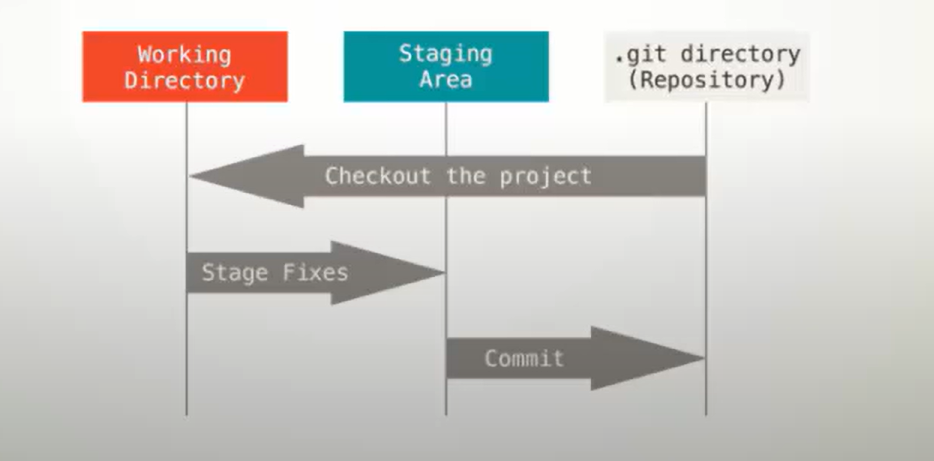 Working
Directory
Staging
Area
.git directory
(Repository)
Checkout the project
Stage Fixes
Commit